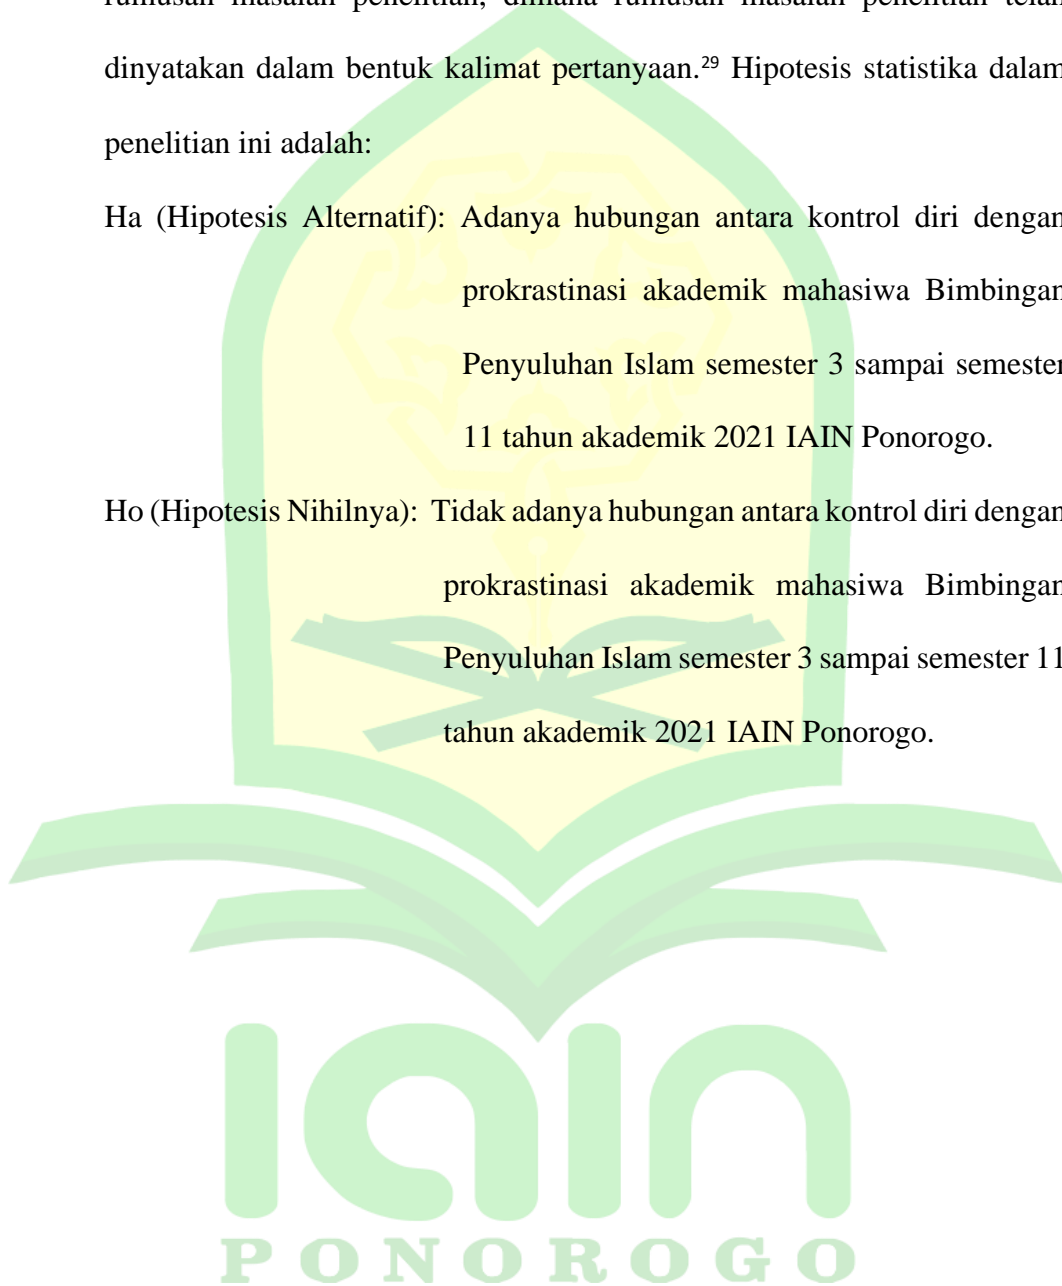 rumusan masalah penelitian, dimana rumusan masalah penelitian telah
dinyatakan dalam bentuk kalimat pertanyaan.²⁹ Hipotesis statistika dalam
penelitian ini adalah:
Ha (Hipotesis Alternatif): Adanya hubungan antara kontrol diri dengan
prokrastinasi akademik mahasiwa Bimbingan
Penyuluhan Islam semester 3 sampai semester
11 tahun akademik 2021 IAIN Ponorogo.
Ho (Hipotesis Nihilnya): Tidak adanya hubungan antara kontrol diri dengan
prokrastinasi akademik mahasiwa Bimbingan
Penyuluhan Islam semester 3 sampai semester 11
tahun akademik 2021 IAIN Ponorogo.
iain
PONOROGO